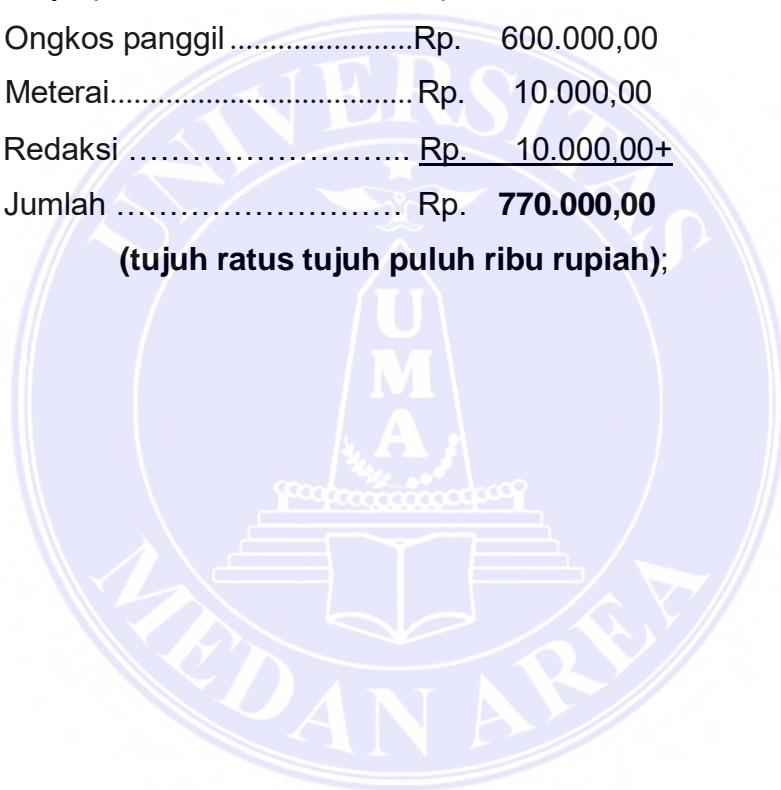 Ongkos panggil.......................Rp. 600.000,00
Meterai......................................Rp. 10.000,00
Redaksi ……………………….. Rp. 10.000,00+
Jumlah ……………………… Rp. 770.000,00
(tujuh ratus tujuh puluh ribu rupiah);
UNIVERSITAS
UMA
MEDAN AREA